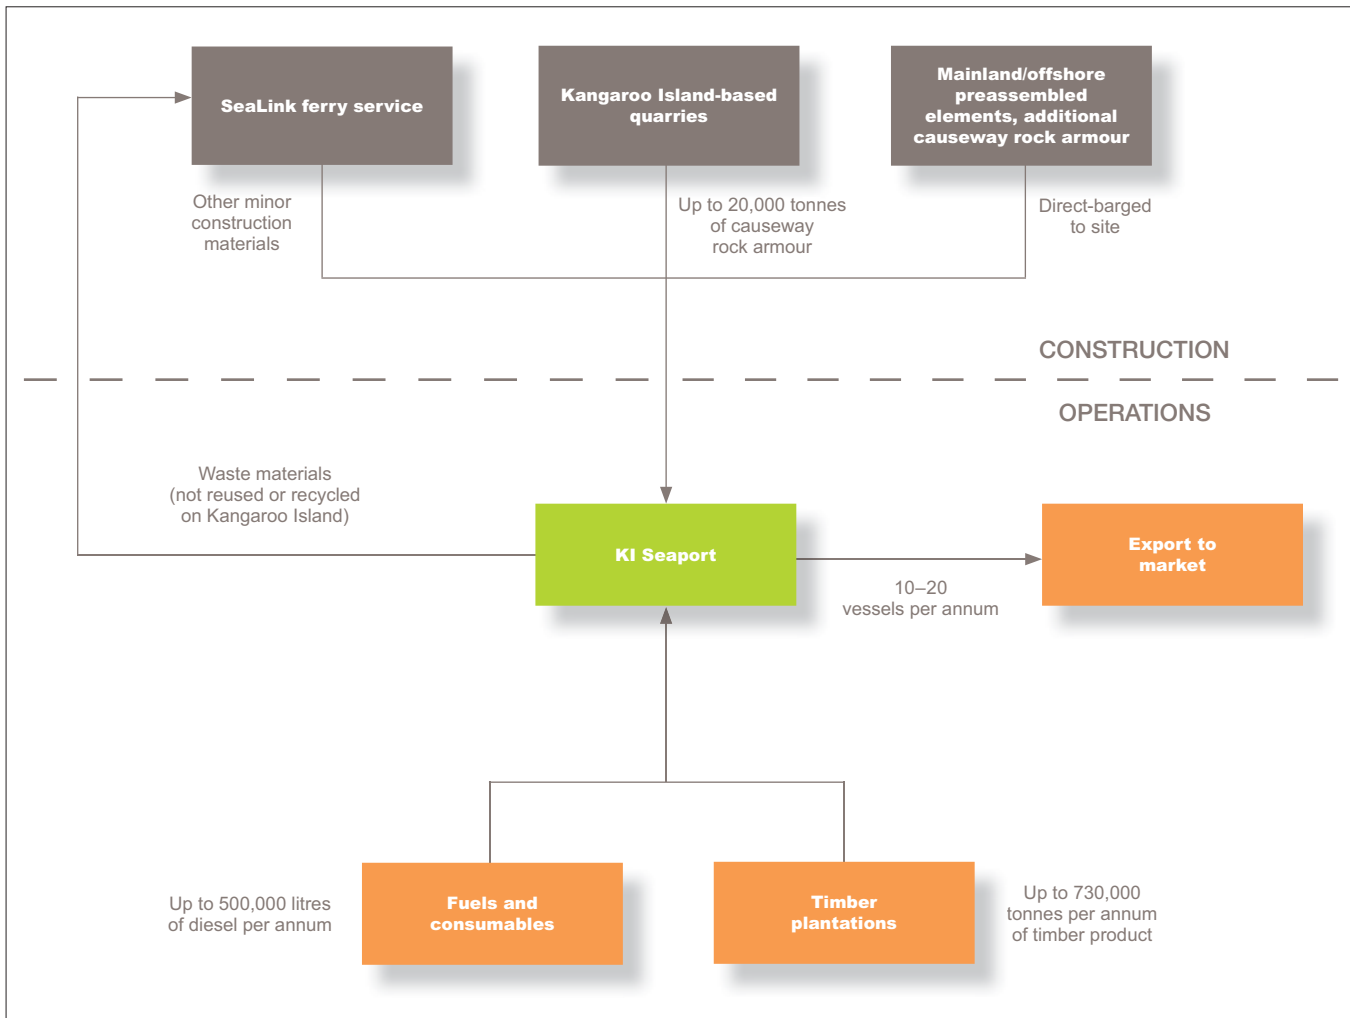 SeaLink ferry service
Kangaroo Island-based
quarries
Mainland/offshore
preassembled
elements, additional
causeway rock armour
Other minor
construction
materials
Up to 20,000 tonnes
of causeway
rock armour
Direct-barged
to site
CONSTRUCTION
OPERATIONS
Waste materials
(not reused or recycled
on Kangaroo Island)
KI Seaport
10–20
vessels per annum
Export to
market
Up to 500,000 litres
of diesel per annum
Fuels and
consumables
Timber
plantations
Up to 730,000
tonnes per annum
of timber product